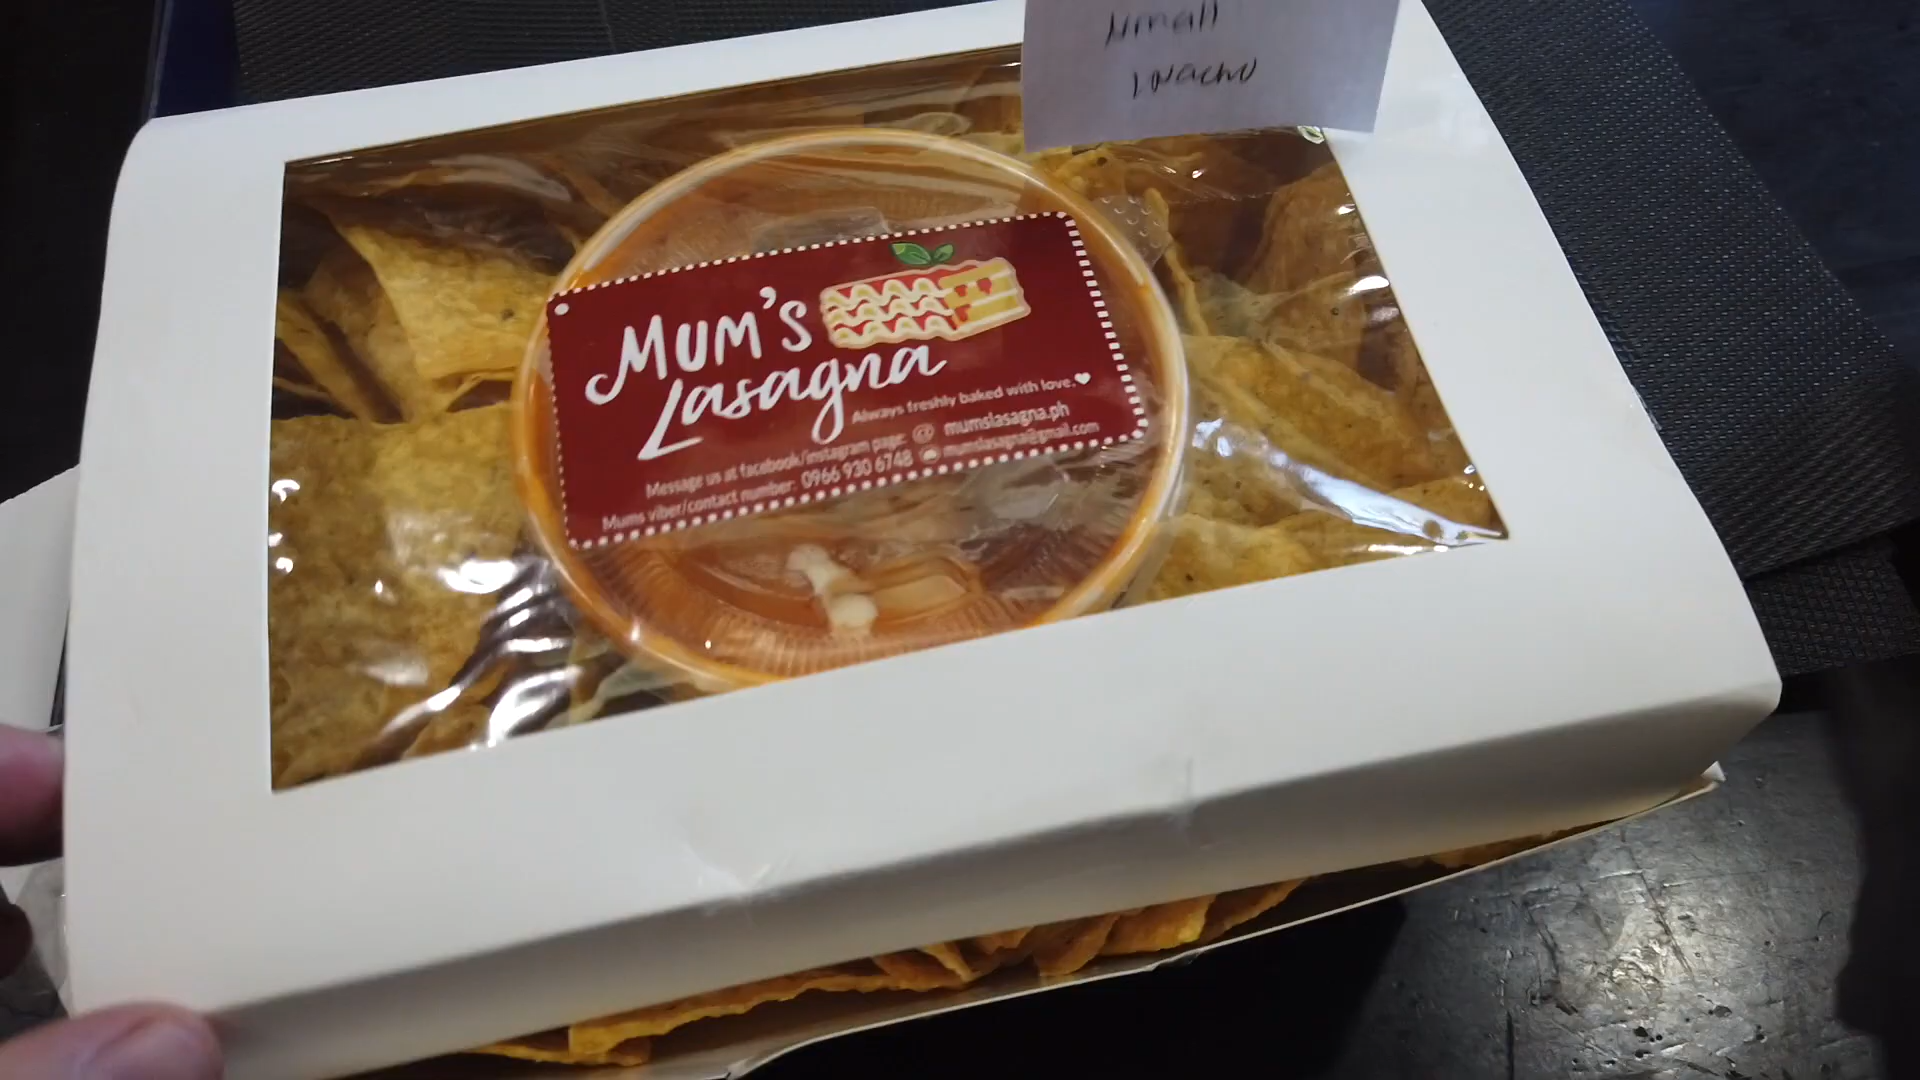 small
1 Nacho
MUM'S
Lasagna
Always freshly baked with love.
Message us at facebook/instagram page: @ mumslasagna.ph
Mums viber/contact number: 0966 930 6748 mumslasagna@gmail.com